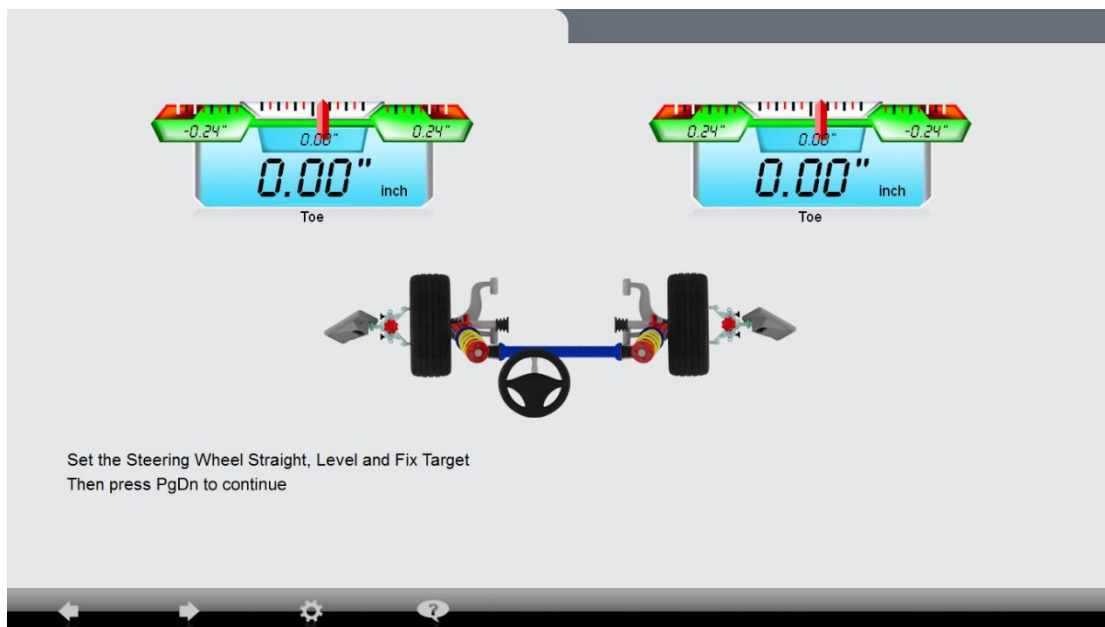 -0.24" 0.00" 0.24"
0.00" inch
Toe
0.24" 0.00" -0.24"
0.00" inch
Toe
Set the Steering Wheel Straight, Level and Fix Target
Then press PgDn to continue
?